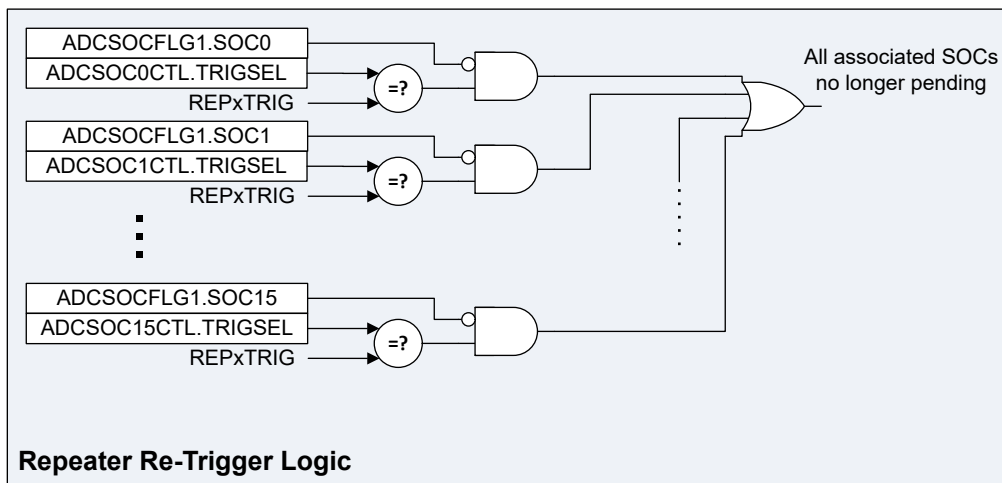 ADCSOCFLG1.SOC0
ADCSOC0CTL.TRIGSEL
REPxTRIG
=?
All associated SOCs
no longer pending
ADCSOCFLG1.SOC1
ADCSOC1CTL.TRIGSEL
REPxTRIG
=?
ADCSOCFLG1.SOC15
ADCSOC15CTL.TRIGSEL
REPxTRIG
=?
Repeater Re-Trigger Logic